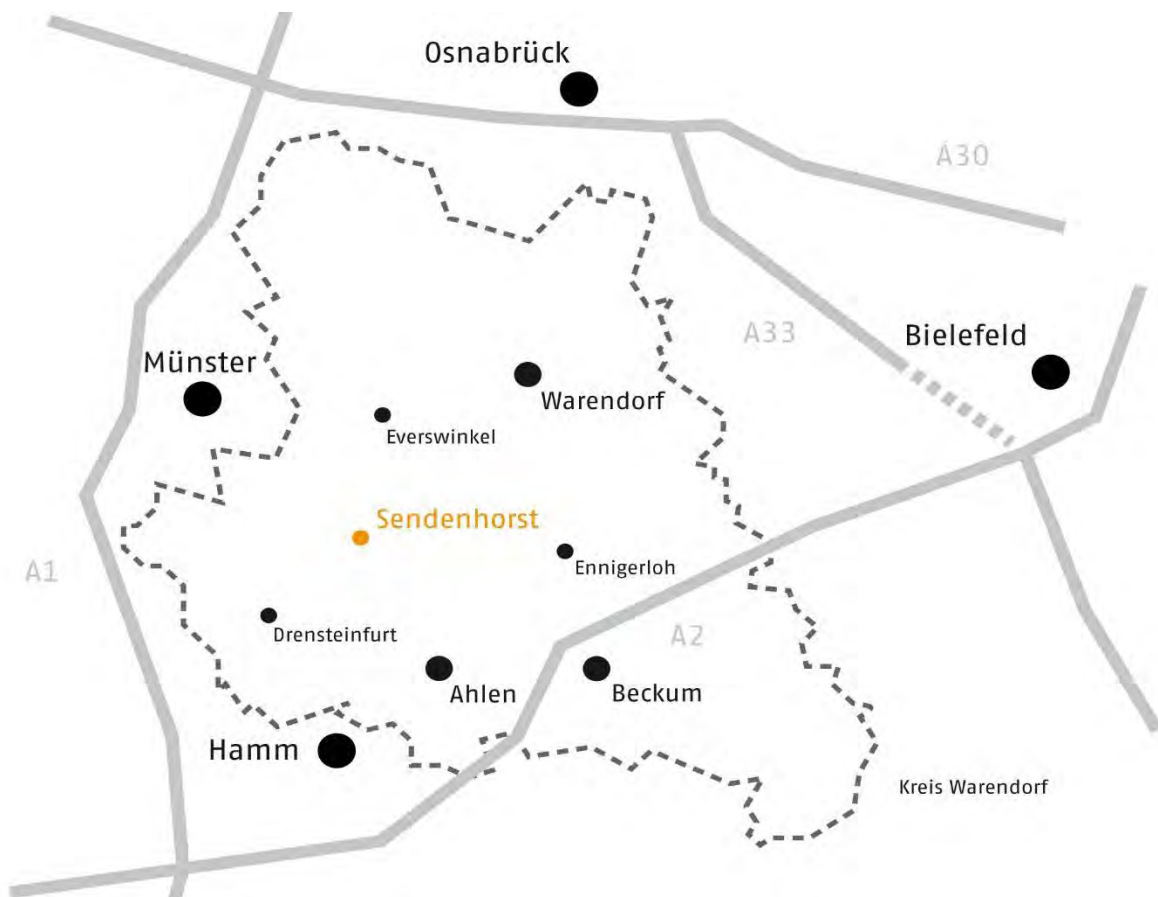 Osnabrück
A30
A33
Bielefeld
Münster
Warendorf
Everswinkel
Sendenhorst
Ennigerloh
A1
Drensteinfurt
A2
Ahlen
Beckum
Hamm
Kreis Warendorf